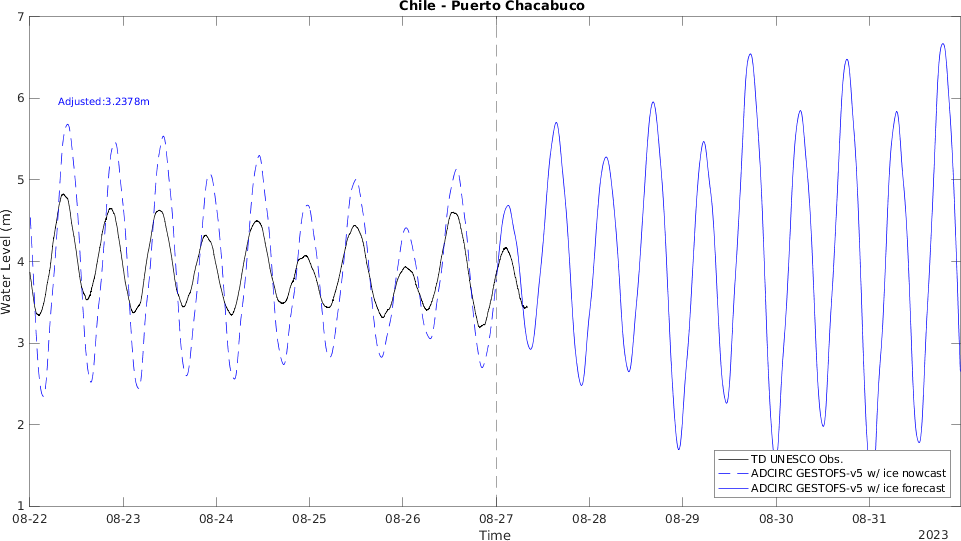 Chile - Puerto Chacabuco
7
6
5
4
3
2
1
Water Level (m)
Adjusted:3.2378m
TD UNESCO Obs.
ADCIRC GESTOFS-v5 w/ ice nowcast
ADCIRC GESTOFS-v5 w/ ice forecast
08-22 08-23 08-24 08-25 08-26 08-27 08-28 08-29 08-30 08-31
Time
2023